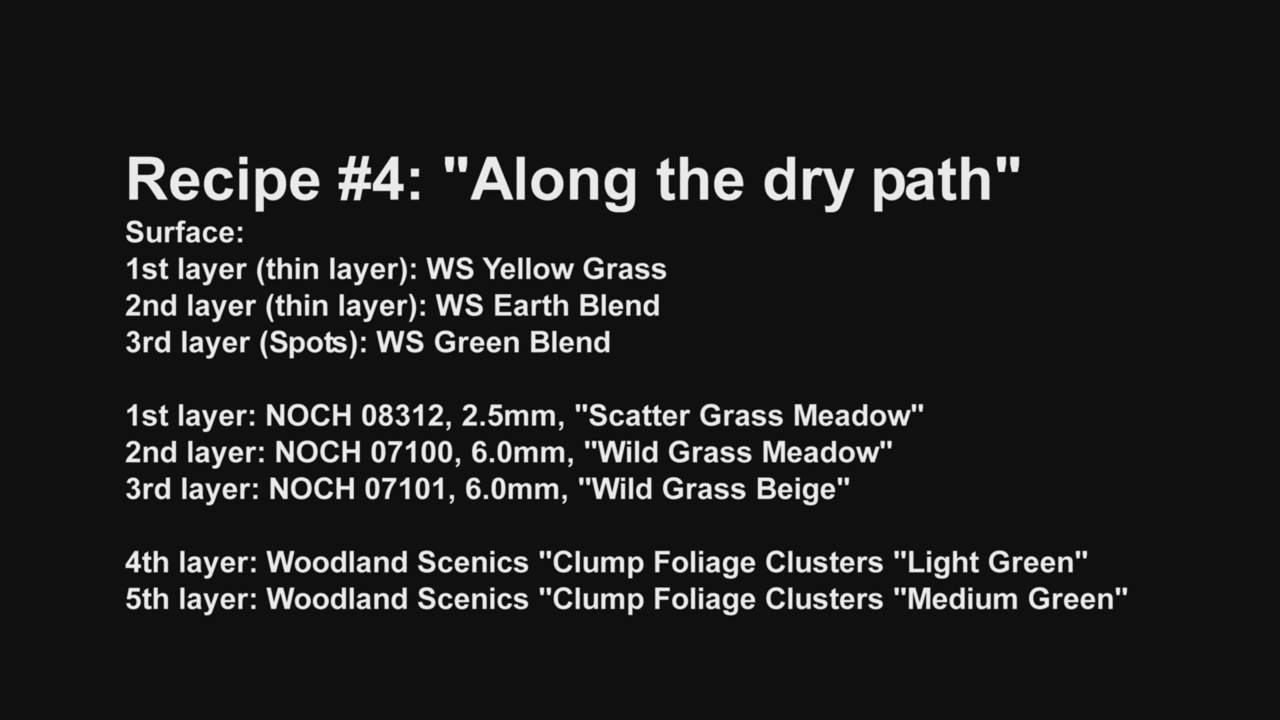 Recipe #4: "Along the dry path"
Surface:
1st layer (thin layer): WS Yellow Grass
2nd layer (thin layer): WS Earth Blend
3rd layer (Spots): WS Green Blend
1st layer: NOCH 08312, 2.5mm, "Scatter Grass Meadow"
2nd layer: NOCH 07100, 6.0mm, "Wild Grass Meadow"
3rd layer: NOCH 07101, 6.0mm, "Wild Grass Beige"
4th layer: Woodland Scenics "Clump Foliage Clusters "Light Green"
5th layer: Woodland Scenics "Clump Foliage Clusters "Medium Green"